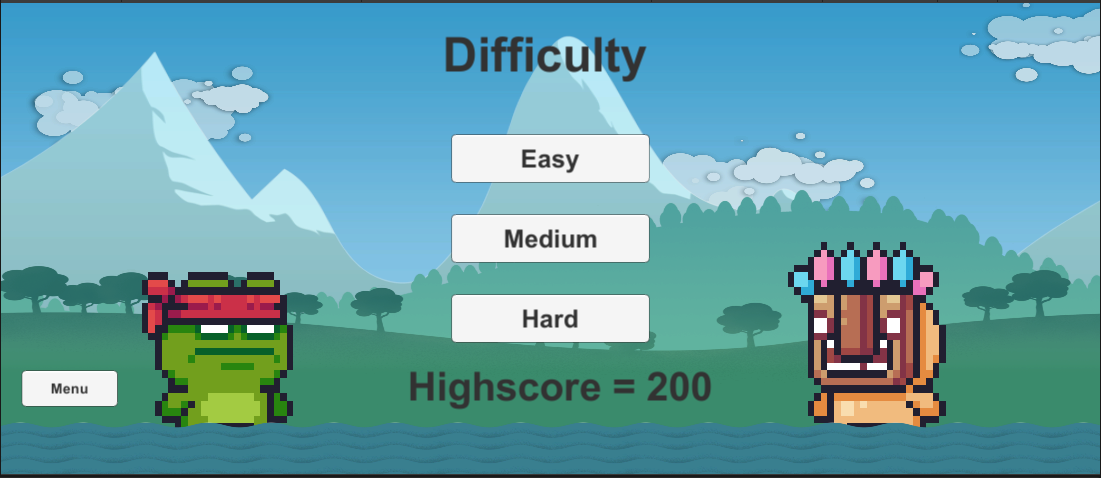 Difficulty
Easy
Medium
Hard
Menu
Highscore = 200